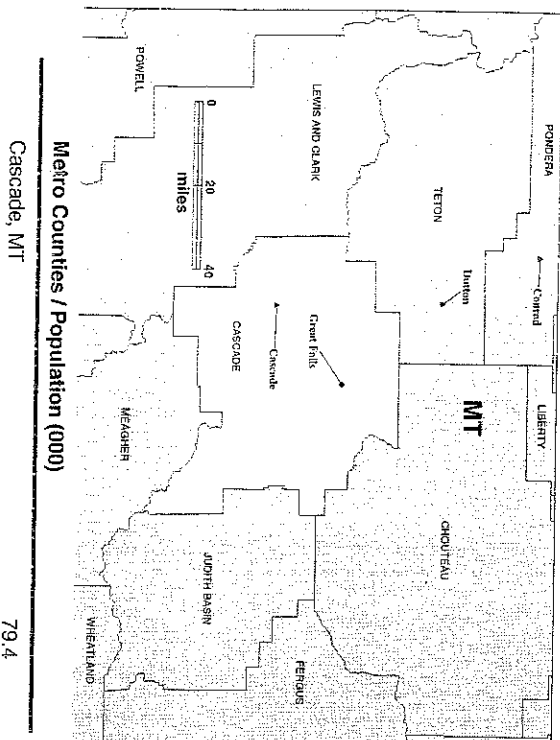 PONDERA
Conrad
LIBERTY
TETON
Dutton
MT
CHOUTEAU
LEWIS AND CLARK
Great Falls
Cascade
CASCADE
POWELL
0 20 40
miles
JUDITH BASIN
FERGUS
MEAGHER
WHEATLAND
Metro Counties / Population (000)
Cascade, MT 79.4